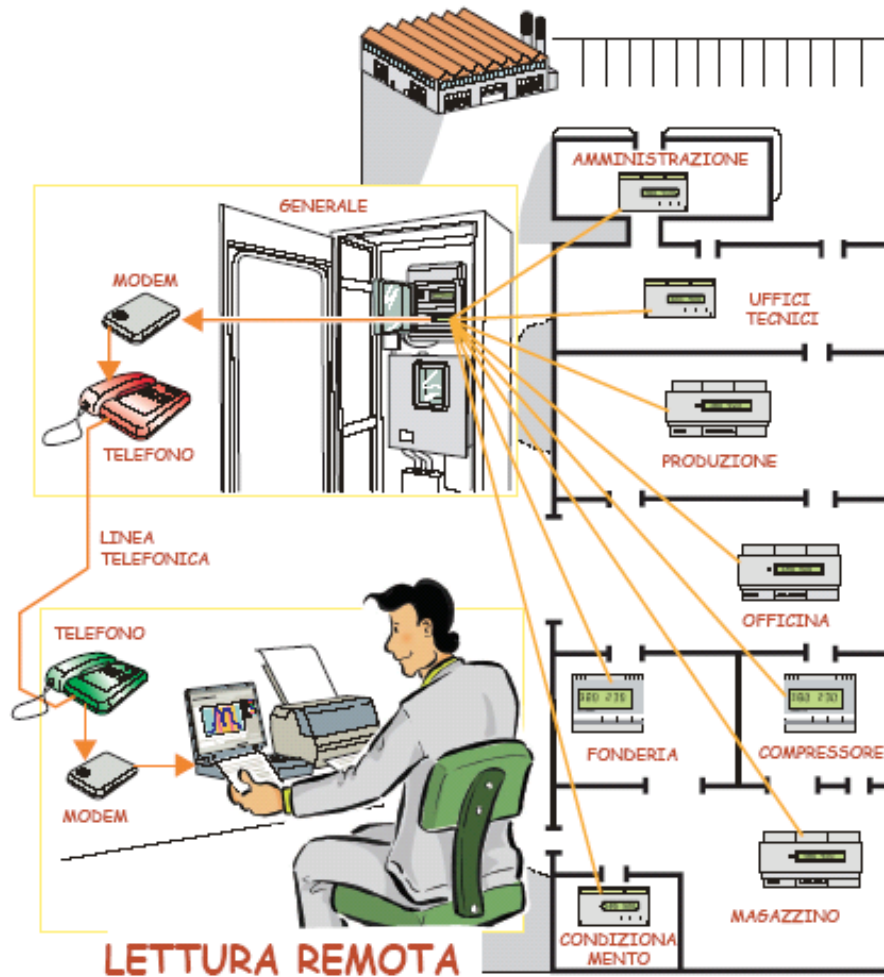 AMMINISTRAZIONE
GENERALE
MODEM
UFFICI
TECNICI
TELEFONO
PRODUZIONE
LINEA
TELEFONICA
OFFICINA
TELEFONO
FONDERIA
COMPRESSORE
MODEM
MAGAZZINO
CONDIZIONA
MENTO
LETTURA REMOTA